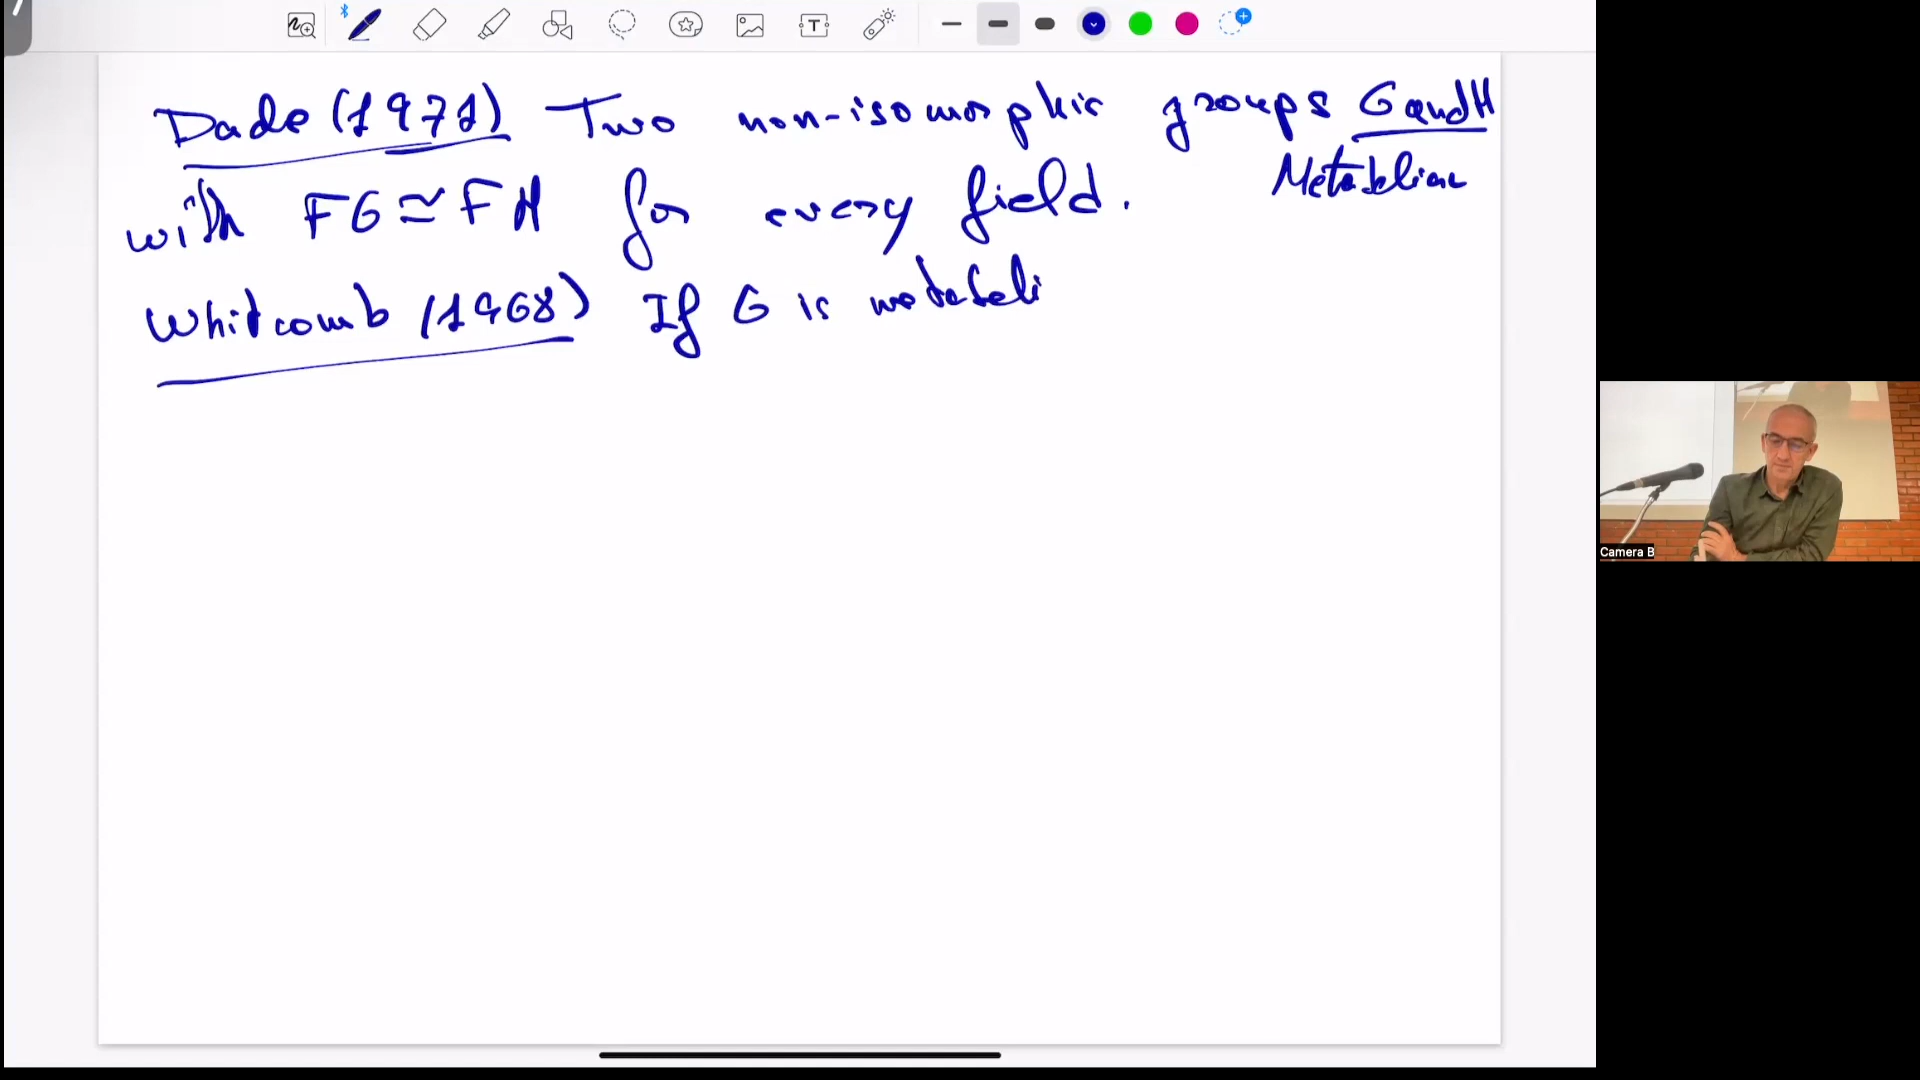 Dade (1971) Two non-isomorphic groups G and H
Metabelian
with FG ≃ FH for every field.
Whitcomb (1968) If G is metabeli
Camera B